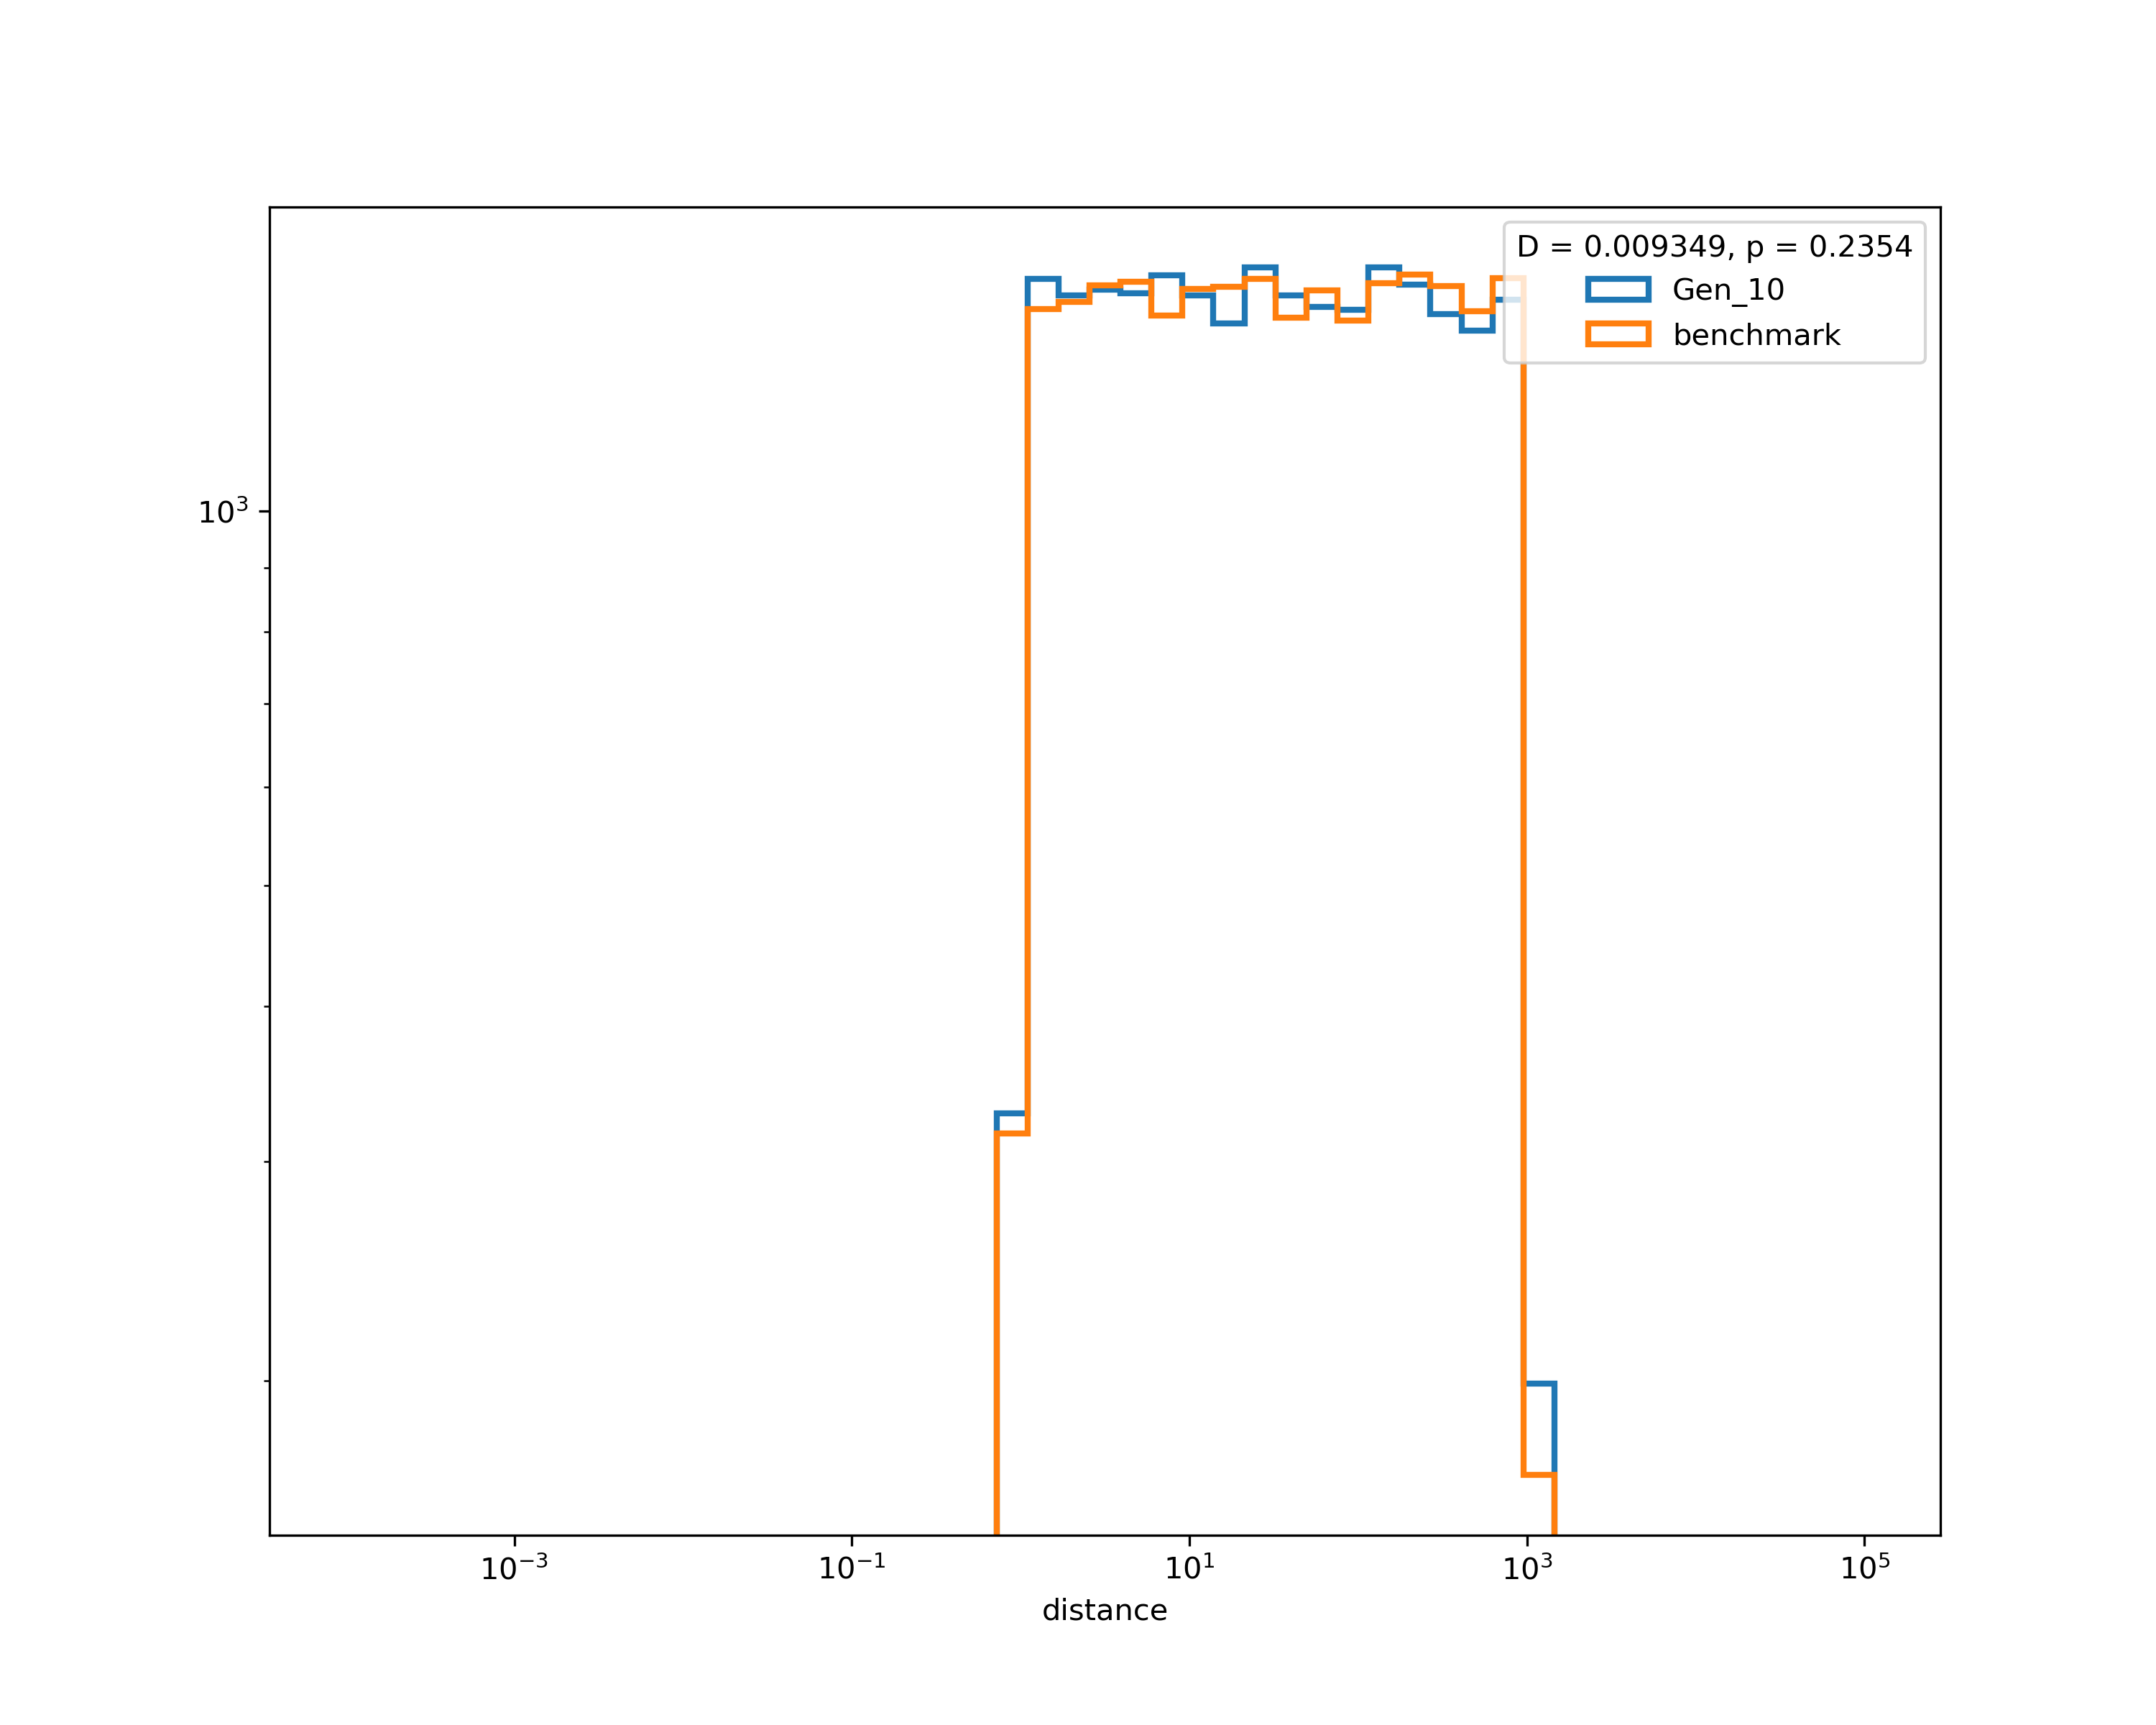 D = 0.009349, p = 0.2354
Gen_10
benchmark
10³
10⁻³ 10⁻¹ 10¹ 10³ 10⁵
distance